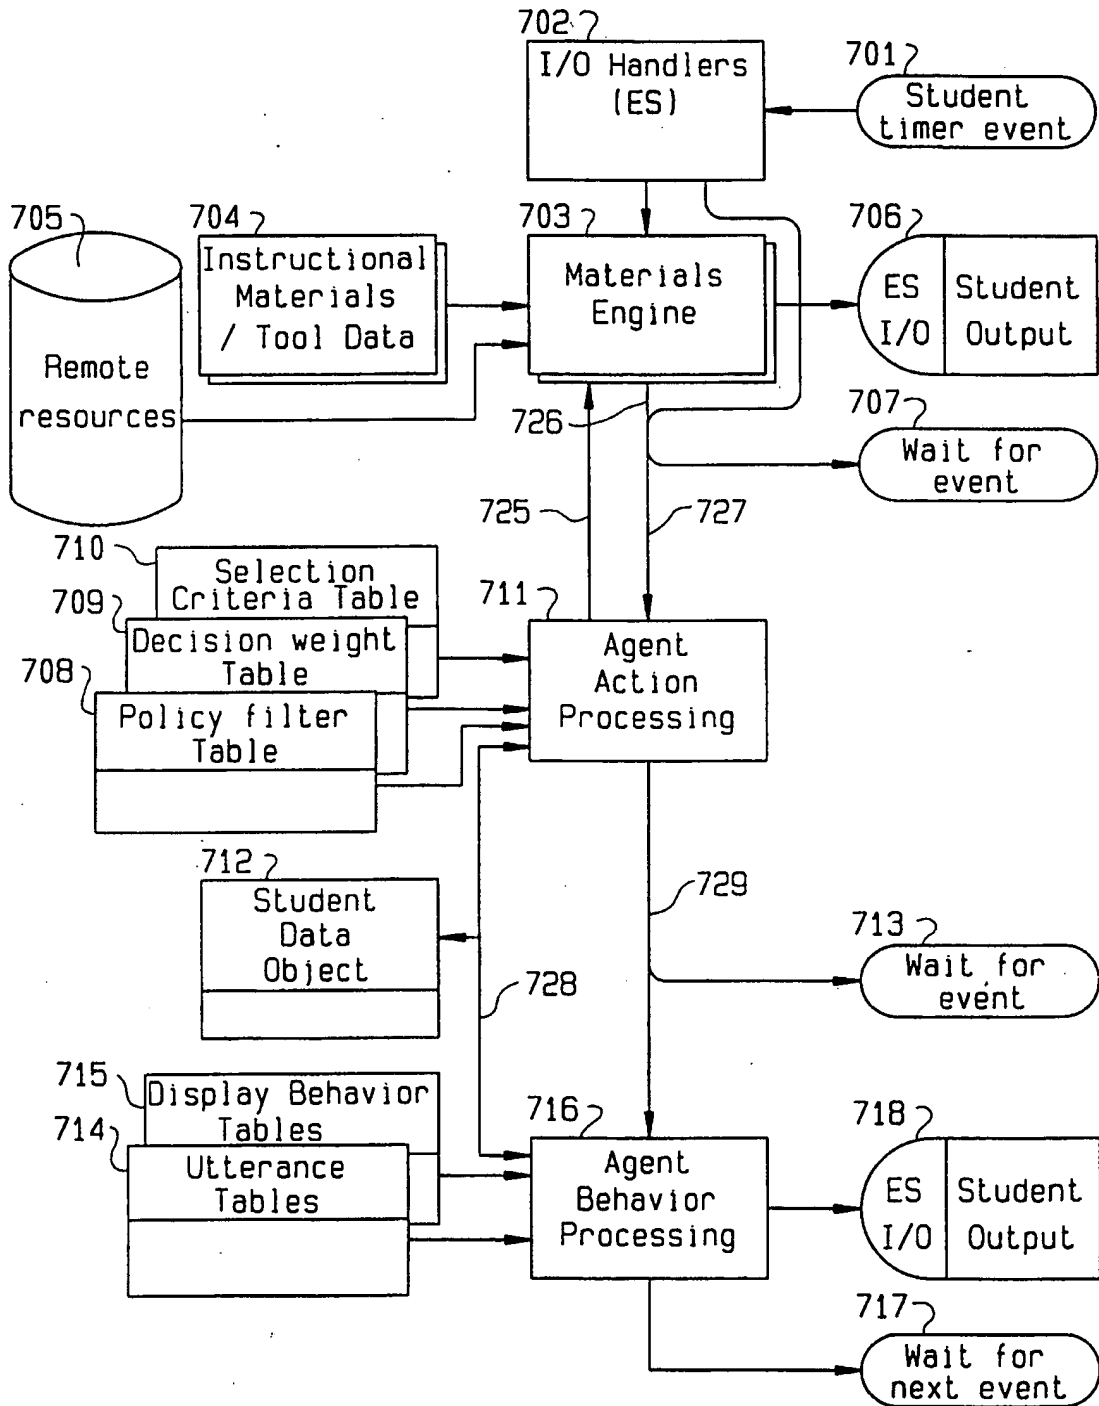 702
I/O Handlers
(ES)
701
Student
timer event
705
Remote
resources
704
Instructional
Materials
/ Tool Data
703
Materials
Engine
706
ES
I/O
Student
Output
726
707
Wait for
event
725
727
710
Selection
Criteria Table
709
Decision weight
Table
708
Policy filter
Table
711
Agent
Action
Processing
712
Student
Data
Object
729
728
713
Wait for
event
715
Display Behavior
Tables
714
Utterance
Tables
716
Agent
Behavior
Processing
718
ES
I/O
Student
Output
717
Wait for
next event